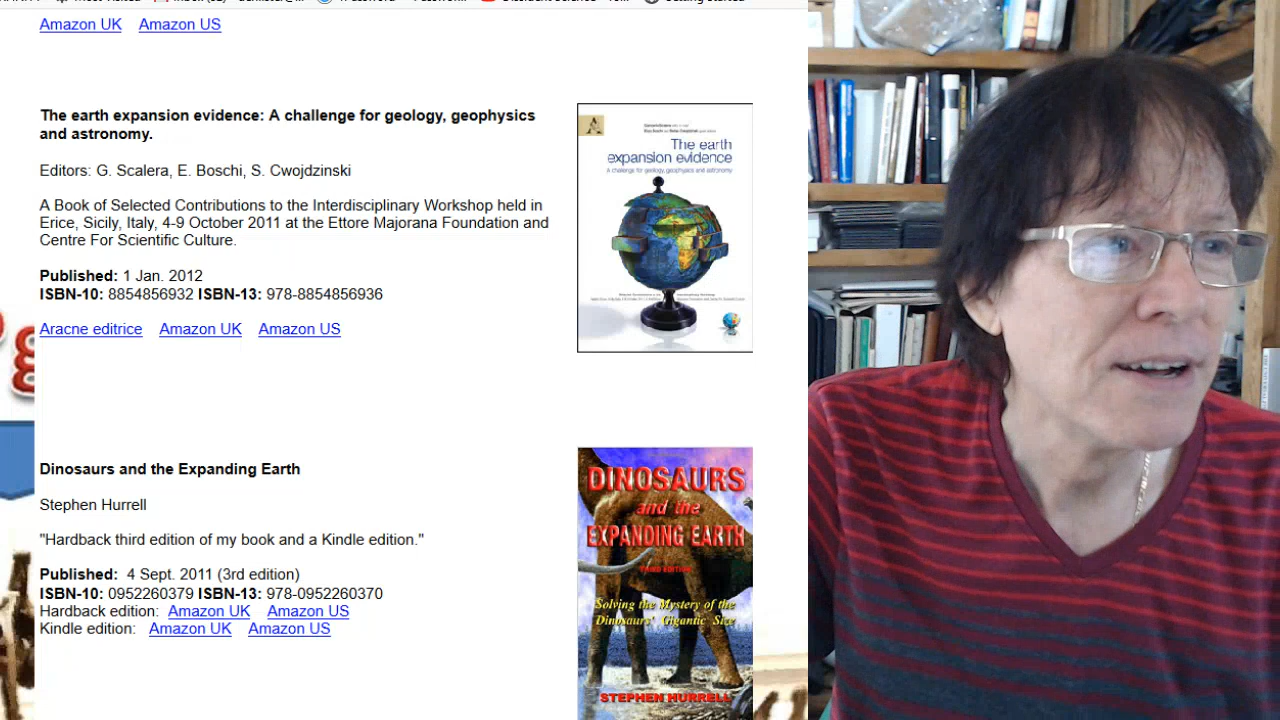 Amazon UK Amazon US
The earth expansion evidence: A challenge for geology, geophysics
and astronomy.
Editors: G. Scalera, E. Boschi, S. Cwojdzinski
A Book of Selected Contributions to the Interdisciplinary Workshop held in
Erice, Sicily, Italy, 4-9 October 2011 at the Ettore Majorana Foundation and
Centre For Scientific Culture.
Published: 1 Jan. 2012
ISBN-10: 8854856932 ISBN-13: 978-8854856936
Aracne editrice Amazon UK Amazon US
A
The earth
expansion evidence
A challenge for geology, geophysics and astronomy
Dinosaurs and the Expanding Earth
Stephen Hurrell
"Hardback third edition of my book and a Kindle edition."
Published: 4 Sept. 2011 (3rd edition)
ISBN-10: 0952260379 ISBN-13: 978-0952260370
Hardback edition: Amazon UK Amazon US
Kindle edition: Amazon UK Amazon US
DINOSAURS
and the
EXPANDING EARTH
THIRD EDITION
Solving the Mystery of the
Dinosaurs' Gigantic Size
STEPHEN HURRELL